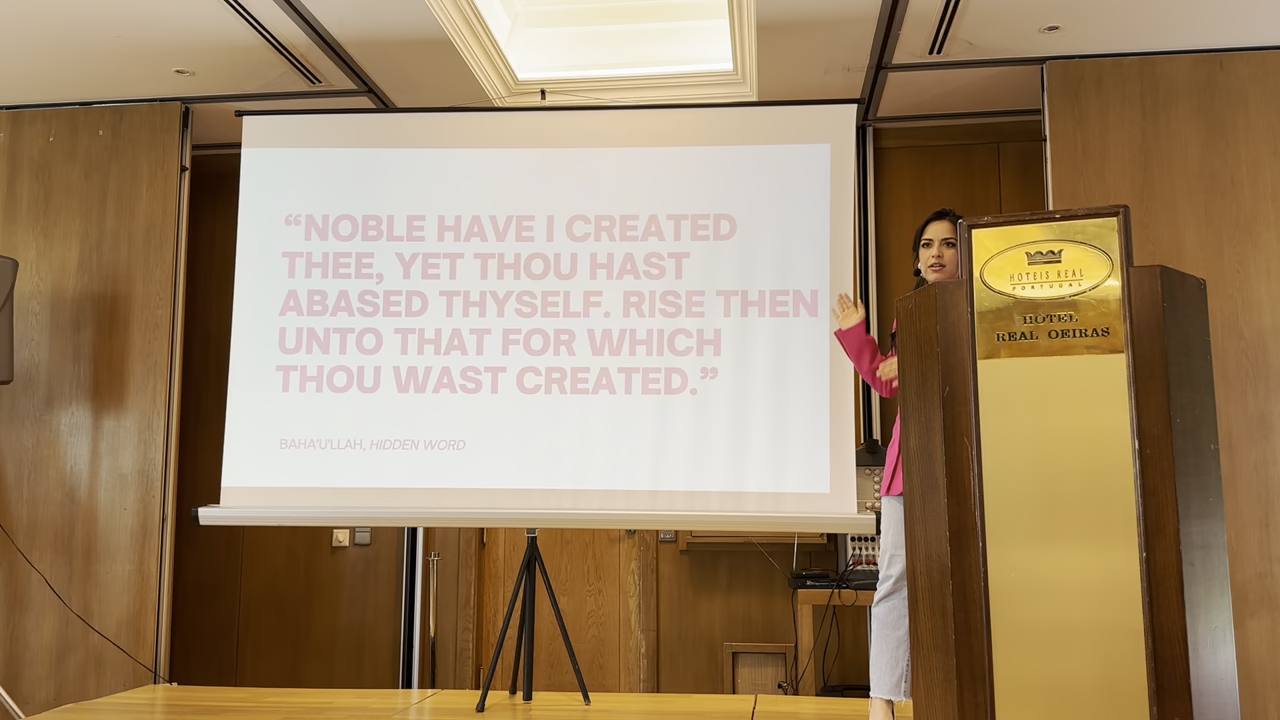 “NOBLE HAVE I CREATED
THEE, YET THOU HAST
ABASED THYSELF. RISE THEN
UNTO THAT FOR WHICH
THOU WAST CREATED.”
BAHA'U'LLAH, HIDDEN WORD
HOTEIS REAL
PORTUGAL
HOTEL
REAL OEIRAS